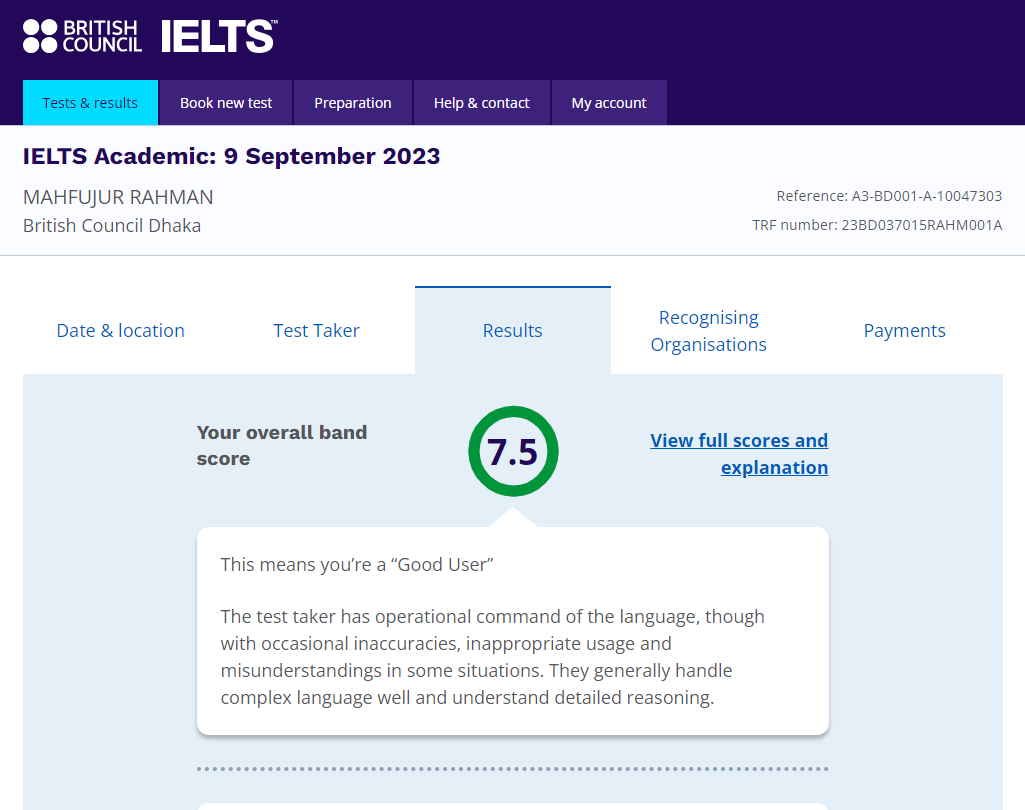 BRITISH
COUNCIL
IELTS™
Tests & results
Book new test
Preparation
Help & contact
My account
IELTS Academic: 9 September 2023
MAHFUJUR RAHMAN
British Council Dhaka
Reference: A3-BD001-A-10047303
TRF number: 23BD037015RAHM001A
Date & location
Test Taker
Results
Recognising
Organisations
Payments
Your overall band
score
7.5
View full scores and
explanation
This means you’re a “Good User”
The test taker has operational command of the language, though
with occasional inaccuracies, inappropriate usage and
misunderstandings in some situations. They generally handle
complex language well and understand detailed reasoning.